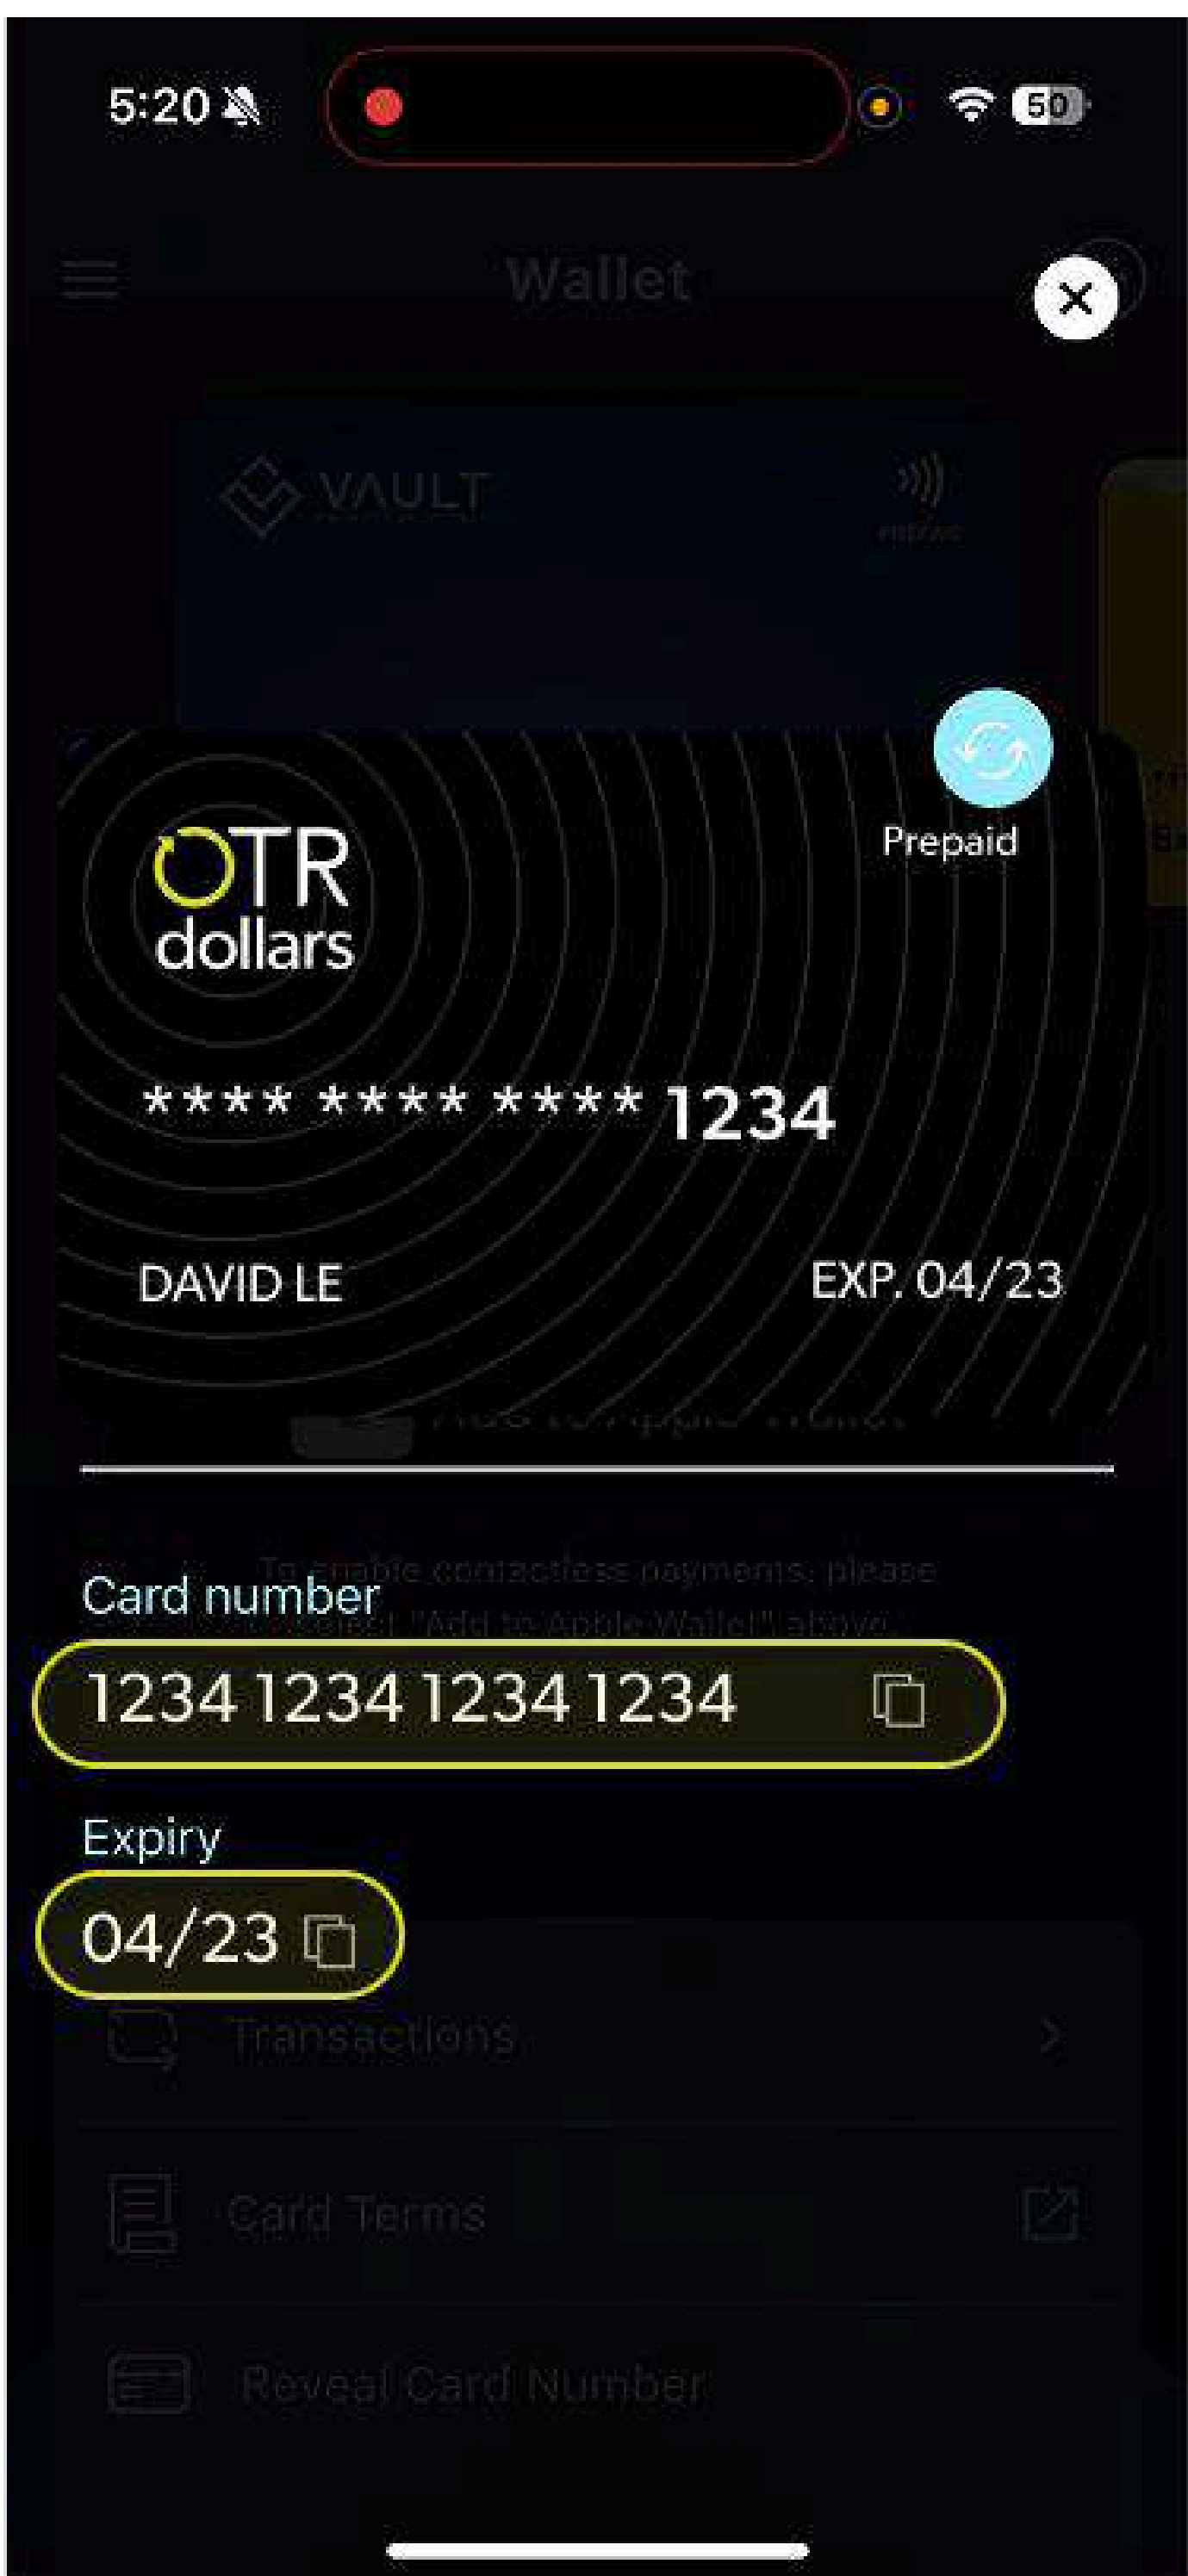 5:20
50
Wallet
VAULT
PREPAID
OTR
dollars
Prepaid
**** **** **** 1234
DAVID LE
EXP. 04/23
To enable contactless payments, please
"Add to Apple Wallet" above.
Card number
1234 1234 1234 1234
Expiry
04/23
Transactions
Card Terms
Reveal Card Number